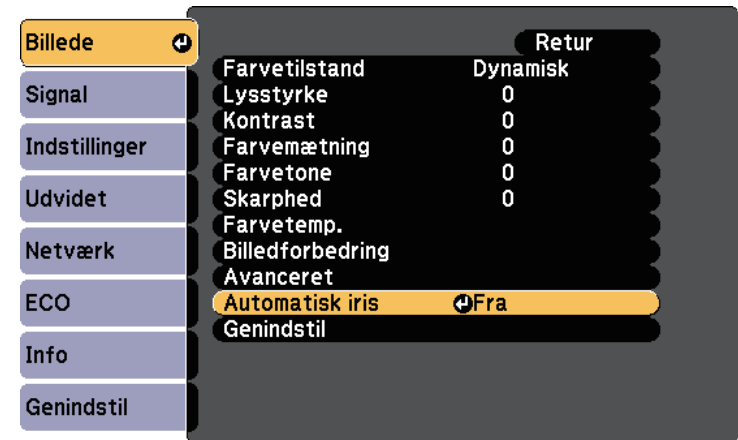 Billede
Signal
Indstillinger
Udvidet
Netværk
ECO
Info
Genindstil
Retur
Farvetilstand Dynamisk
Lysstyrke 0
Kontrast 0
Farvemætning 0
Farvetone 0
Skarphed 0
Farvetemp.
Billedforbedring
Avanceret
Automatisk iris Fra
Genindstil